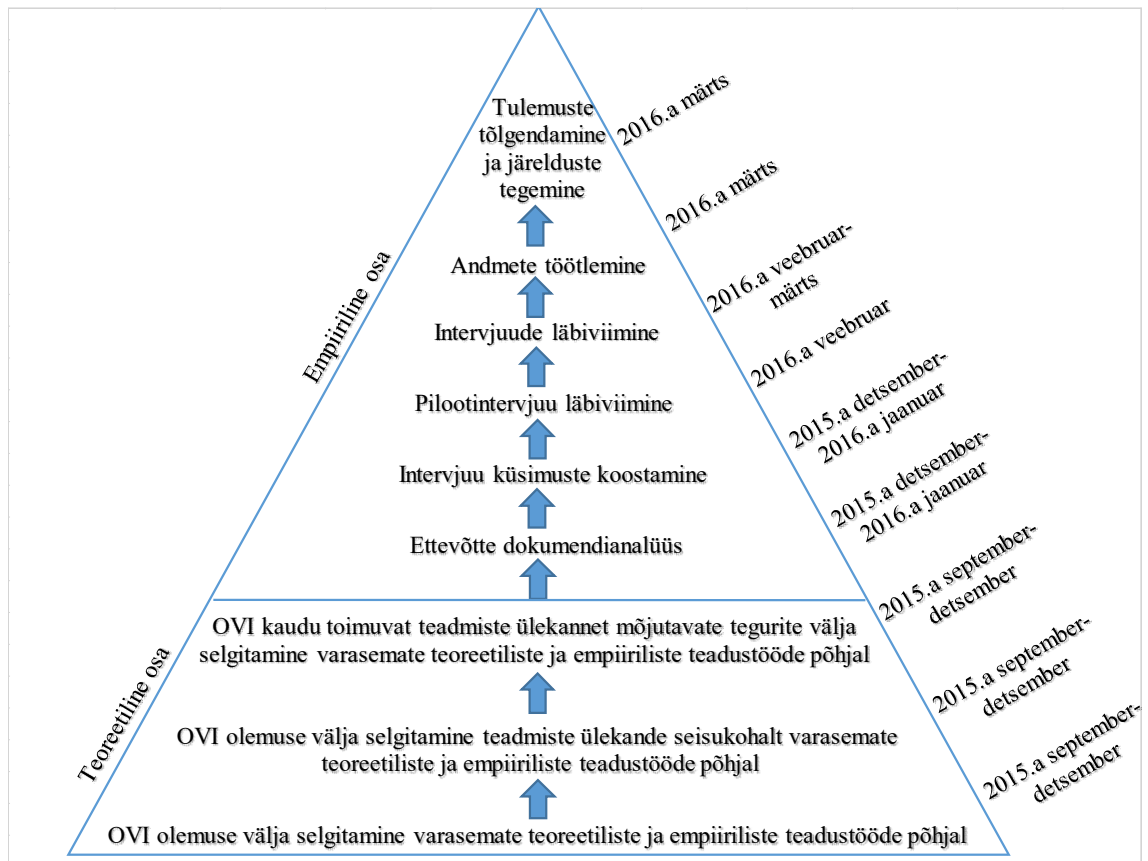 Tulemuste
tõlgendamine
ja järelduste
tegemine
2016.a märts
Andmete töötlemine
2016.a märts
Intervjuude läbiviimine
2016.a veebruar-
märts
Pilootintervjuu läbiviimine
2016.a veebruar
Intervjuu küsimuste koostamine
2015.a detsember-
2016.a jaanuar
Ettevõtte dokumendianalüüs
2015.a detsember-
2016.a jaanuar
Empiiriline osa
OVI kaudu toimuvat teadmiste ülekannet mõjutavate tegurite välja
selgitamine varasemate teoreetiliste ja empiiriliste teadustööde põhjal
2015.a september-
detsember
OVI olemuse välja selgitamine teadmiste ülekande seisukohalt varasemate
teoreetiliste ja empiiriliste teadustööde põhjal
2015.a september-
detsember
OVI olemuse välja selgitamine varasemate teoreetiliste ja empiiriliste teadustööde põhjal
2015.a september-
detsember
Teoreetiline osa